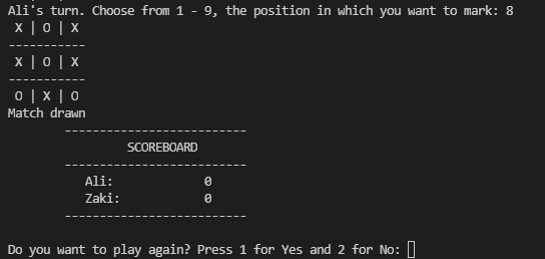 Ali's turn. Choose from 1 - 9, the position in which you want to mark: 8
X | O | X
-----------
X | O | X
-----------
O | X | O
Match drawn
--------------------------
SCOREBOARD
--------------------------
Ali: 0
Zaki: 0
--------------------------
Do you want to play again? Press 1 for Yes and 2 for No: